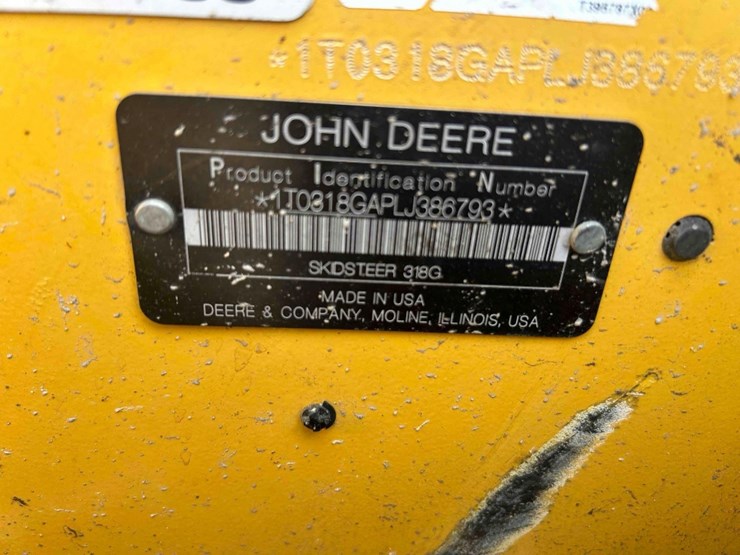 *1T0318GAPLJ386793
JOHN DEERE
Product Identification Number
*1T0318GAPLJ386793*
SKIDSTEER 318G
MADE IN USA
DEERE & COMPANY, MOLINE, ILLINOIS, USA